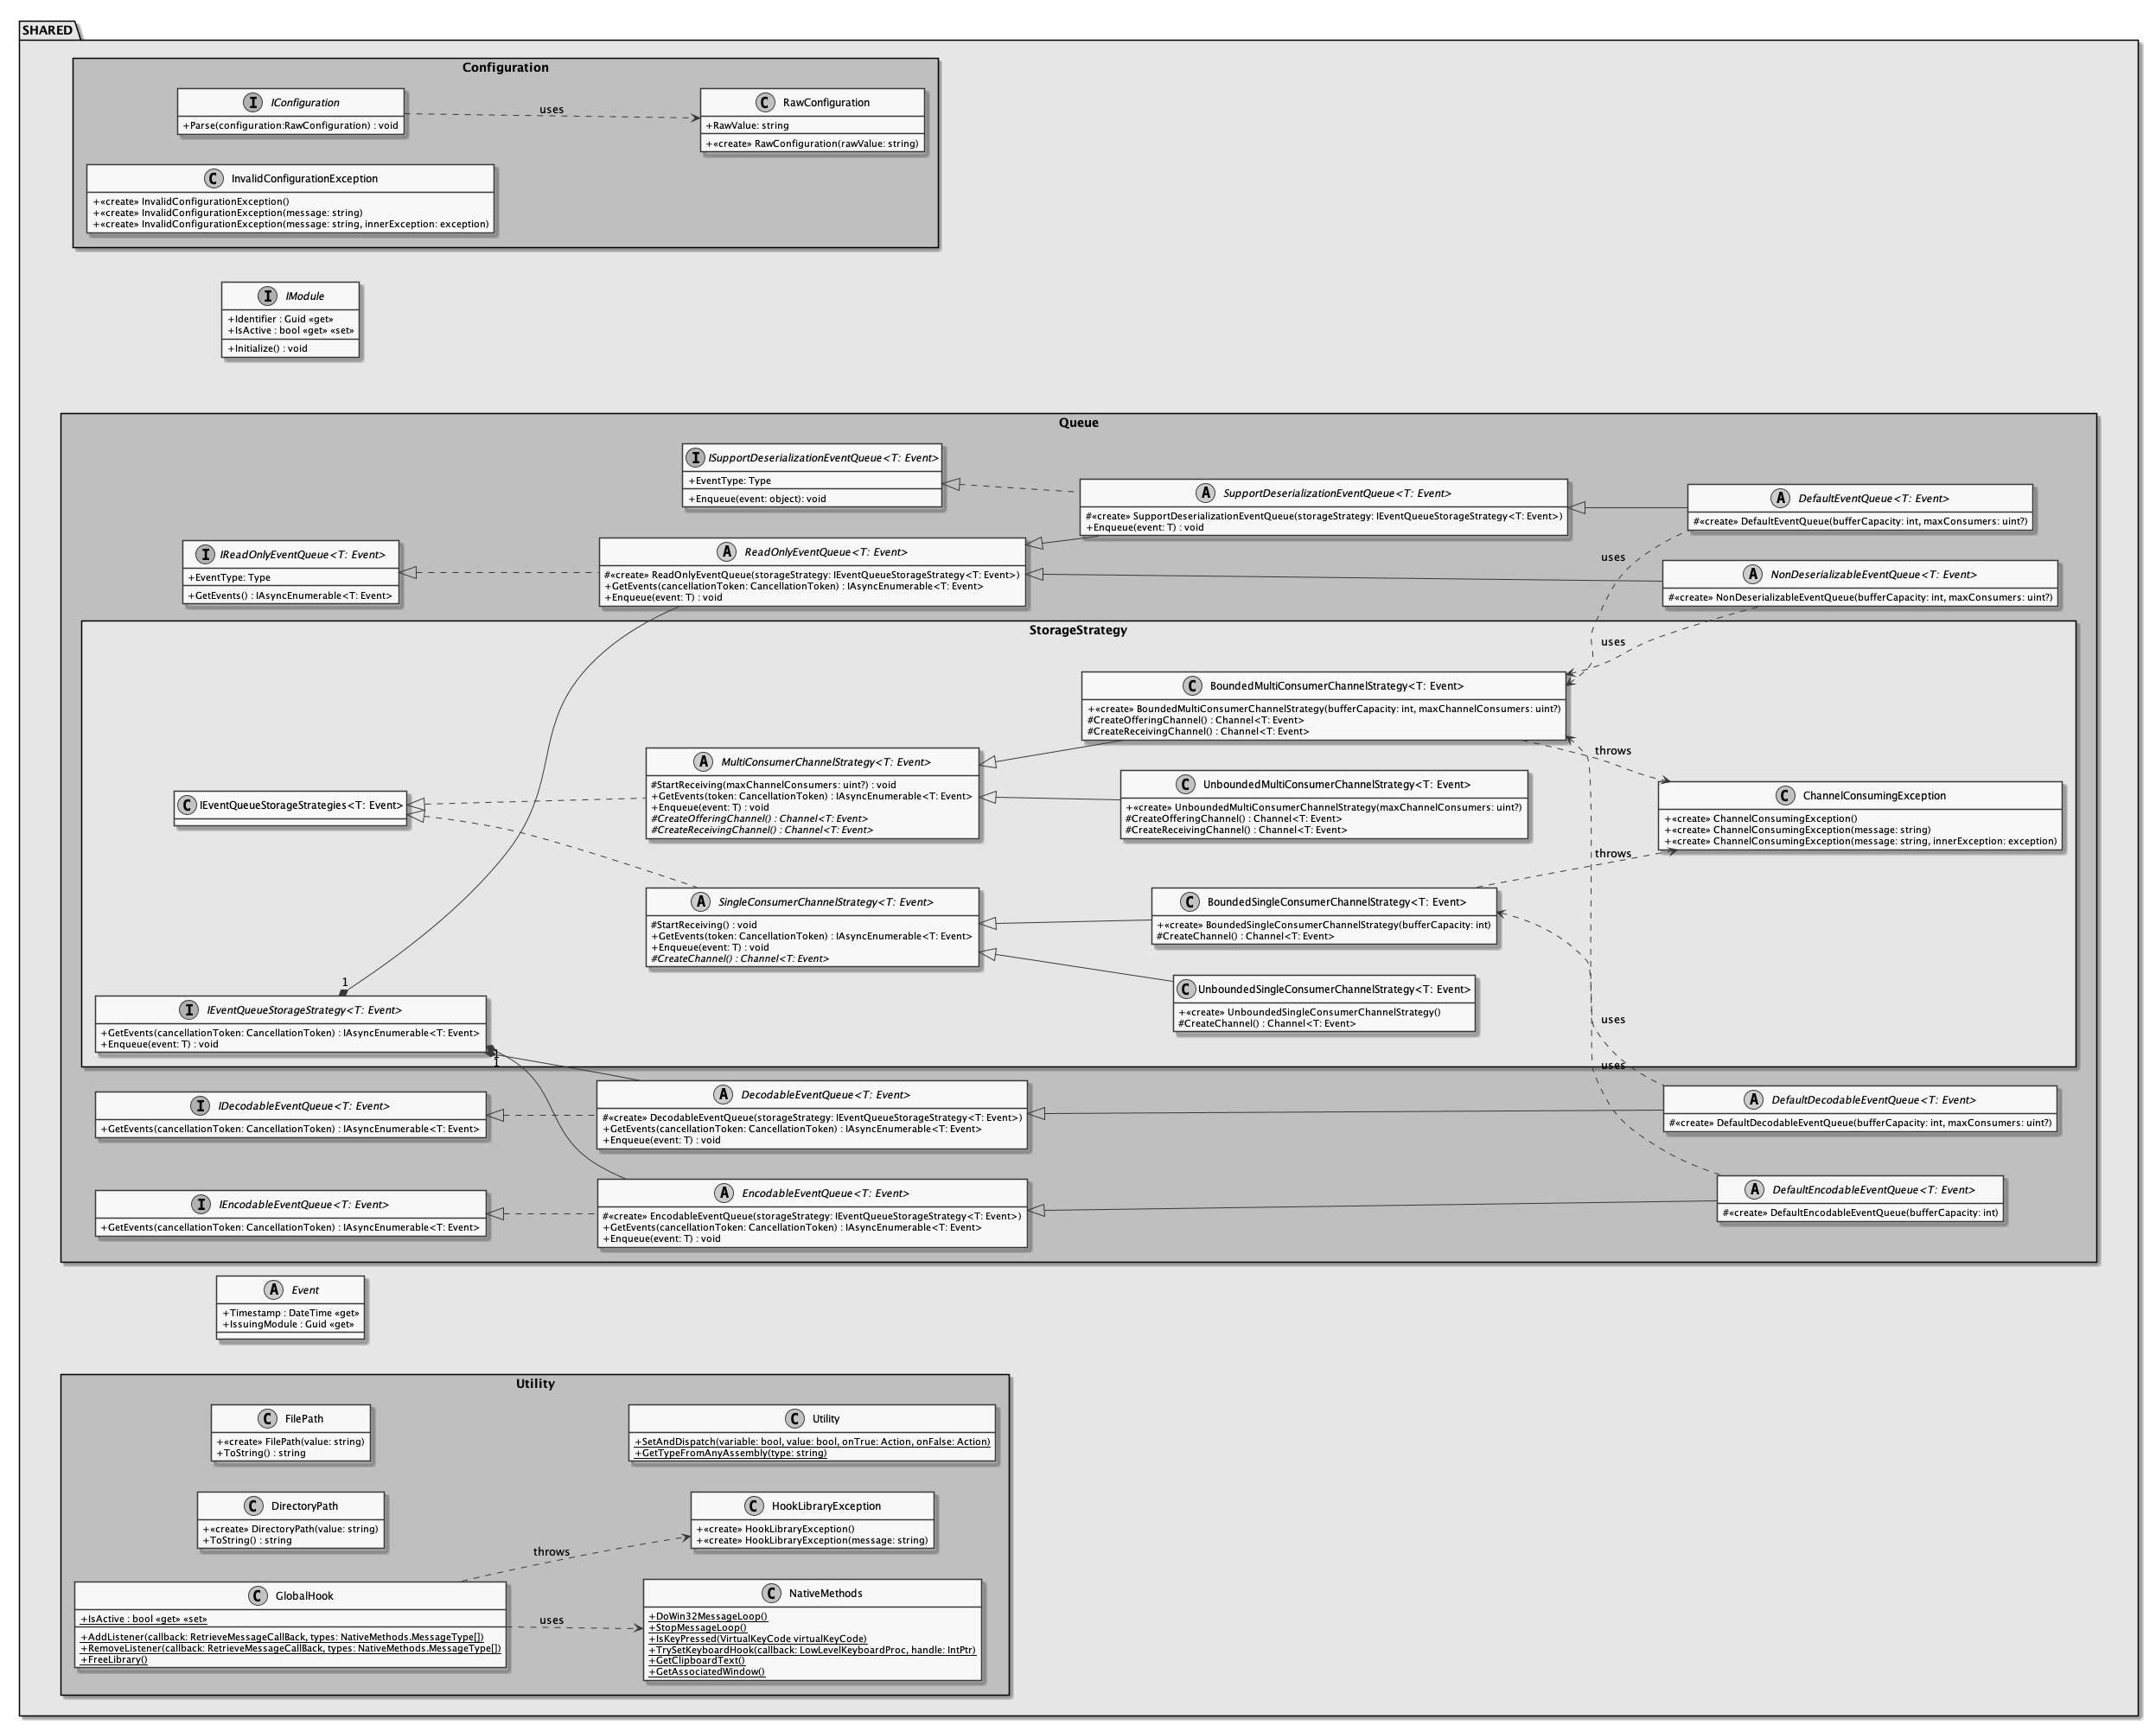 SHARED
Configuration
I IConfiguration
+Parse(configuration:RawConfiguration) : void
uses
C RawConfiguration
+RawValue: string
+«create» RawConfiguration(rawValue: string)
C InvalidConfigurationException
+«create» InvalidConfigurationException()
+«create» InvalidConfigurationException(message: string)
+«create» InvalidConfigurationException(message: string, innerException: exception)
I IModule
+Identifier : Guid «get»
+IsActive : bool «get» «set»
+Initialize() : void
Queue
I ISupportDeserializationEventQueue<T: Event>
+EventType: Type
+Enqueue(event: object): void
A SupportDeserializationEventQueue<T: Event>
#«create» SupportDeserializationEventQueue(storageStrategy: IEventQueueStorageStrategy<T: Event>)
+Enqueue(event: T) : void
A DefaultEventQueue<T: Event>
#«create» DefaultEventQueue(bufferCapacity: int, maxConsumers: uint?)
I IReadOnlyEventQueue<T: Event>
+EventType: Type
+GetEvents() : IAsyncEnumerable<T: Event>
A ReadOnlyEventQueue<T: Event>
#«create» ReadOnlyEventQueue(storageStrategy: IEventQueueStorageStrategy<T: Event>)
+GetEvents(cancellationToken: CancellationToken) : IAsyncEnumerable<T: Event>
+Enqueue(event: T) : void
uses
A NonDeserializableEventQueue<T: Event>
#«create» NonDeserializableEventQueue(bufferCapacity: int, maxConsumers: uint?)
StorageStrategy
uses
C BoundedMultiConsumerChannelStrategy<T: Event>
+«create» BoundedMultiConsumerChannelStrategy(bufferCapacity: int, maxChannelConsumers: uint?)
#CreateOfferingChannel() : Channel<T: Event>
#CreateReceivingChannel() : Channel<T: Event>
throws
A MultiConsumerChannelStrategy<T: Event>
#StartReceiving(maxChannelConsumers: uint?) : void
+GetEvents(token: CancellationToken) : IAsyncEnumerable<T: Event>
+Enqueue(event: T) : void
#CreateOfferingChannel() : Channel<T: Event>
#CreateReceivingChannel() : Channel<T: Event>
C UnboundedMultiConsumerChannelStrategy<T: Event>
+«create» UnboundedMultiConsumerChannelStrategy(maxChannelConsumers: uint?)
#CreateOfferingChannel() : Channel<T: Event>
#CreateReceivingChannel() : Channel<T: Event>
C ChannelConsumingException
+«create» ChannelConsumingException()
+«create» ChannelConsumingException(message: string)
+«create» ChannelConsumingException(message: string, innerException: exception)
C IEventQueueStorageStrategies<T: Event>
throws
A SingleConsumerChannelStrategy<T: Event>
#StartReceiving() : void
+GetEvents(token: CancellationToken) : IAsyncEnumerable<T: Event>
+Enqueue(event: T) : void
#CreateChannel() : Channel<T: Event>
C BoundedSingleConsumerChannelStrategy<T: Event>
+«create» BoundedSingleConsumerChannelStrategy(bufferCapacity: int)
#CreateChannel() : Channel<T: Event>
C UnboundedSingleConsumerChannelStrategy<T: Event>
+«create» UnboundedSingleConsumerChannelStrategy()
#CreateChannel() : Channel<T: Event>
1
I IEventQueueStorageStrategy<T: Event>
+GetEvents(cancellationToken: CancellationToken) : IAsyncEnumerable<T: Event>
+Enqueue(event: T) : void
1
1
uses
uses
I IDecodableEventQueue<T: Event>
+GetEvents(cancellationToken: CancellationToken) : IAsyncEnumerable<T: Event>
A DecodableEventQueue<T: Event>
#«create» DecodableEventQueue(storageStrategy: IEventQueueStorageStrategy<T: Event>)
+GetEvents(cancellationToken: CancellationToken) : IAsyncEnumerable<T: Event>
+Enqueue(event: T) : void
A DefaultDecodableEventQueue<T: Event>
#«create» DefaultDecodableEventQueue(bufferCapacity: int, maxConsumers: uint?)
I IEncodableEventQueue<T: Event>
+GetEvents(cancellationToken: CancellationToken) : IAsyncEnumerable<T: Event>
A EncodableEventQueue<T: Event>
#«create» EncodableEventQueue(storageStrategy: IEventQueueStorageStrategy<T: Event>)
+GetEvents(cancellationToken: CancellationToken) : IAsyncEnumerable<T: Event>
+Enqueue(event: T) : void
A DefaultEncodableEventQueue<T: Event>
#«create» DefaultEncodableEventQueue(bufferCapacity: int)
A Event
+Timestamp : DateTime «get»
+IssuingModule : Guid «get»
Utility
C FilePath
+«create» FilePath(value: string)
+ToString() : string
C Utility
+SetAndDispatch(variable: bool, value: bool, onTrue: Action, onFalse: Action)
+GetTypeFromAnyAssembly(type: string)
C DirectoryPath
+«create» DirectoryPath(value: string)
+ToString() : string
C HookLibraryException
+«create» HookLibraryException()
+«create» HookLibraryException(message: string)
throws
C GlobalHook
+IsActive : bool «get» «set»
+AddListener(callback: RetrieveMessageCallBack, types: NativeMethods.MessageType[])
+RemoveListener(callback: RetrieveMessageCallBack, types: NativeMethods.MessageType[])
+FreeLibrary()
uses
C NativeMethods
+DoWin32MessageLoop()
+StopMessageLoop()
+IsKeyPressed(VirtualKeyCode virtualKeyCode)
+TrySetKeyboardHook(callback: LowLevelKeyboardProc, handle: IntPtr)
+GetClipboardText()
+GetAssociatedWindow()